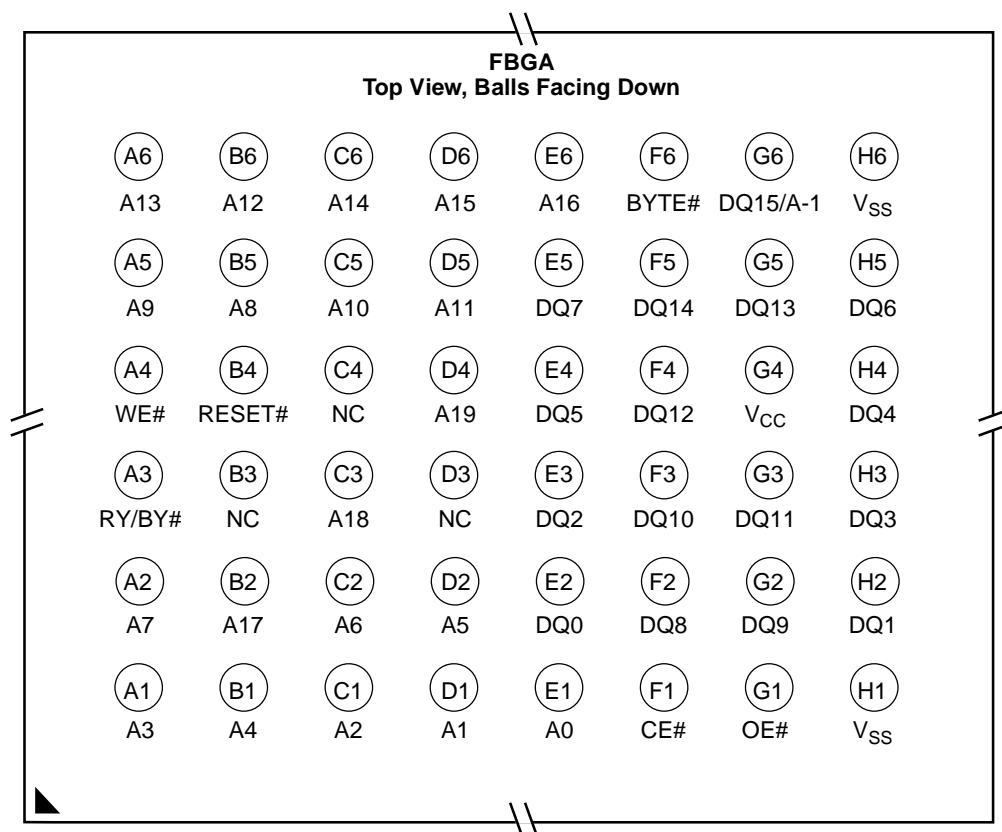 FBGA
Top View, Balls Facing Down
A6 B6 C6 D6 E6 F6 G6 H6
A13 A12 A14 A15 A16 BYTE# DQ15/A-1 VSS
A5 B5 C5 D5 E5 F5 G5 H5
A9 A8 A10 A11 DQ7 DQ14 DQ13 DQ6
A4 B4 C4 D4 E4 F4 G4 H4
WE# RESET# NC A19 DQ5 DQ12 VCC DQ4
A3 B3 C3 D3 E3 F3 G3 H3
RY/BY# NC A18 NC DQ2 DQ10 DQ11 DQ3
A2 B2 C2 D2 E2 F2 G2 H2
A7 A17 A6 A5 DQ0 DQ8 DQ9 DQ1
A1 B1 C1 D1 E1 F1 G1 H1
A3 A4 A2 A1 A0 CE# OE# VSS